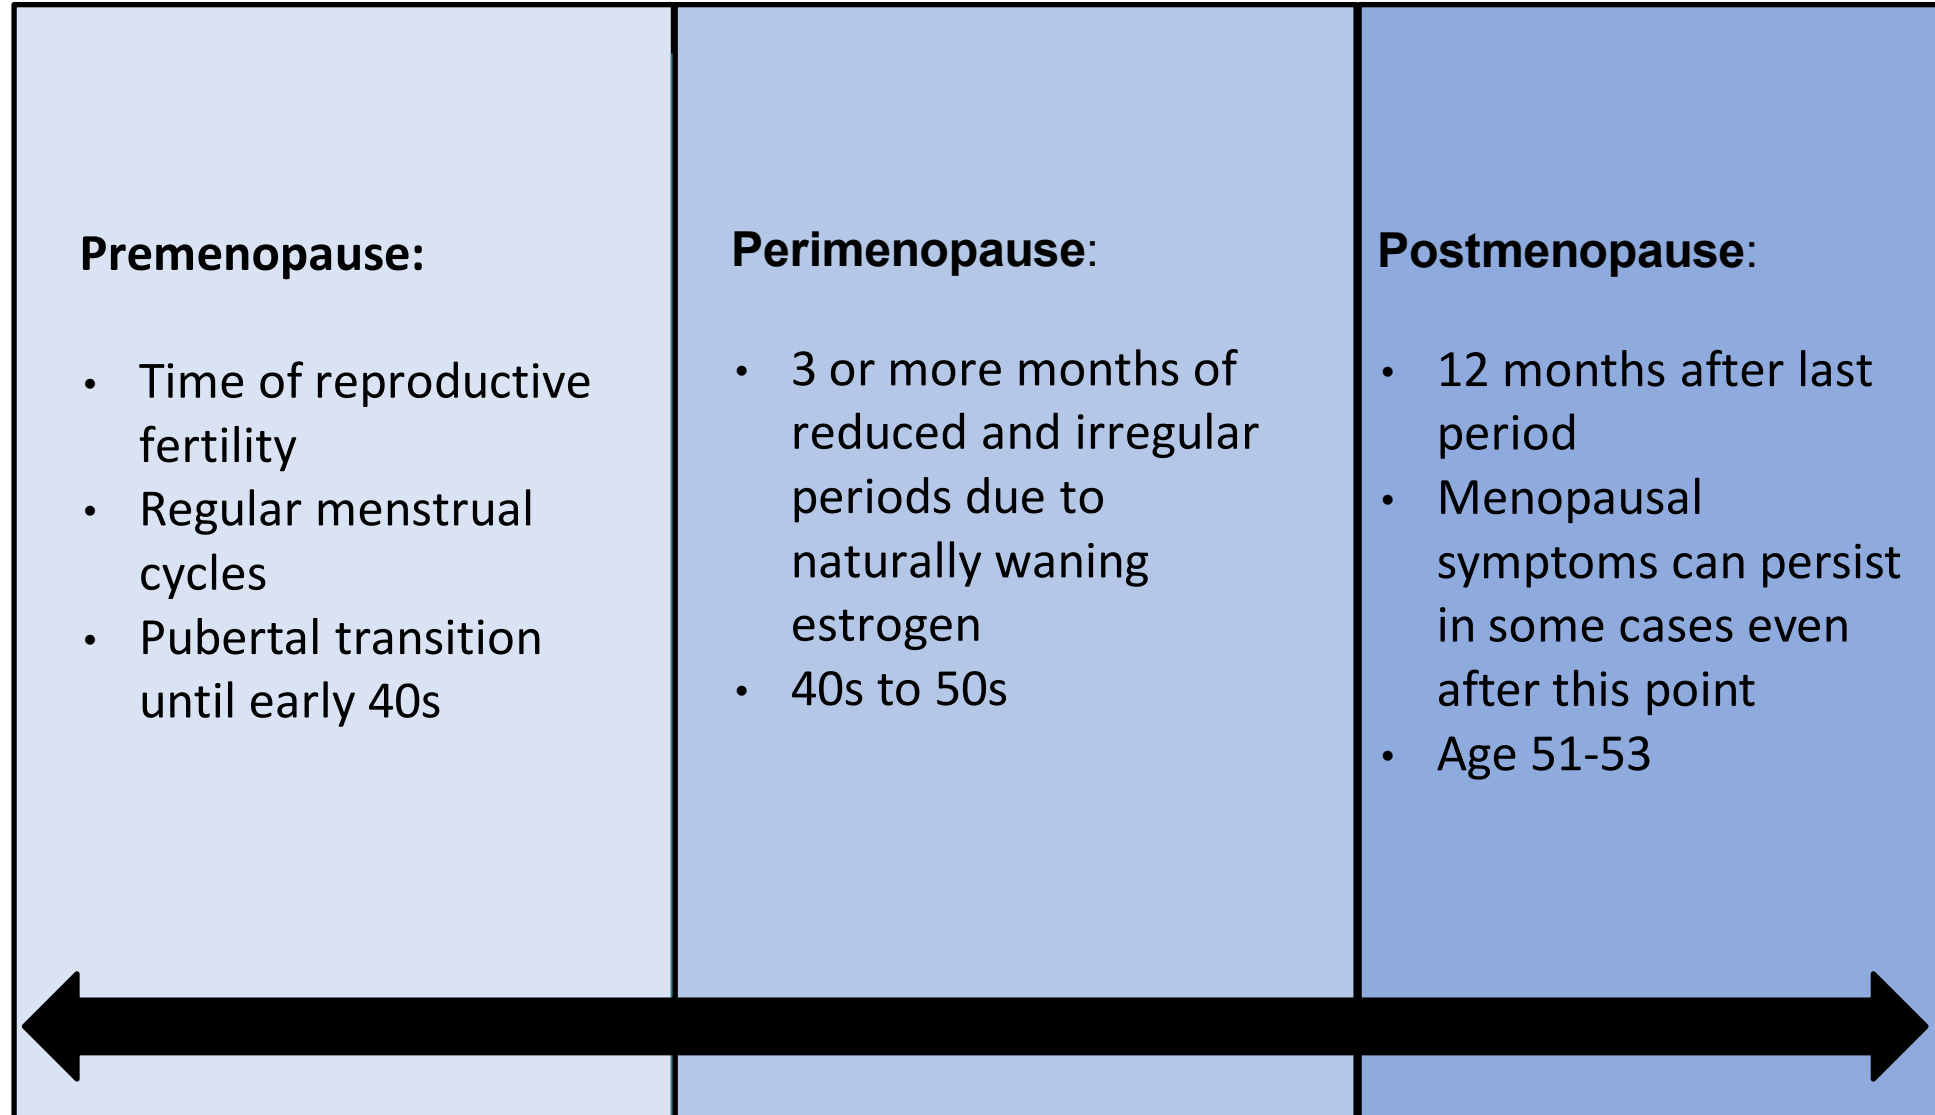 Premenopause:
• Time of reproductive
fertility
• Regular menstrual
cycles
• Pubertal transition
until early 40s
Perimenopause:
• 3 or more months of
reduced and irregular
periods due to
naturally waning
estrogen
• 40s to 50s
Postmenopause:
• 12 months after last
period
• Menopausal
symptoms can persist
in some cases even
after this point
• Age 51-53